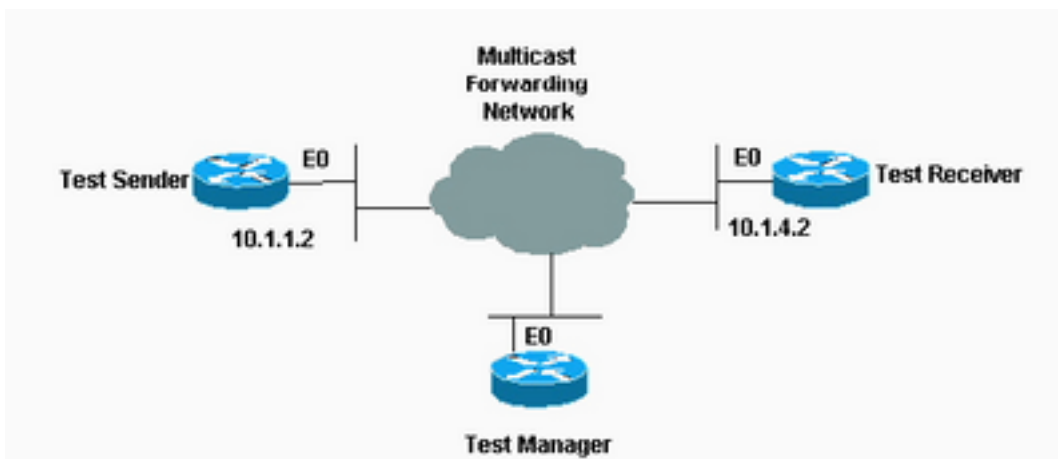 Multicast
Forwarding
Network
E0
E0
Test Sender
Test Receiver
10.1.1.2
10.1.4.2
E0
Test Manager